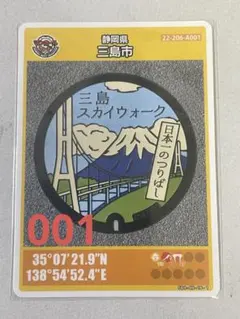 静岡県
三島市
22-206-A001
三島
スカイウォーク
日本一のつりばし
001
35°07'21.9"N
138°54'52.4"E